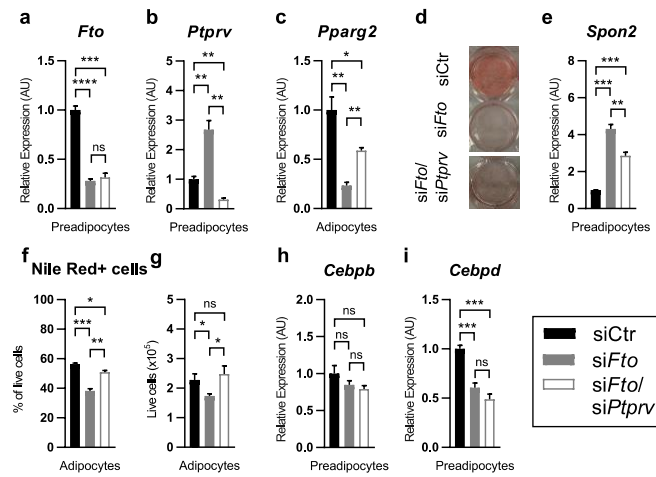 a
Fto
Relative Expression (AU)
1.5
1.0
0.5
0.0
***
****
ns
Preadipocytes
b
Ptprv
Relative Expression (AU)
5
4
3
2
1
0
**
**
**
Preadipocytes
c
Pparg2
Relative Expression (AU)
1.5
1.0
0.5
0.0
*
**
**
Adipocytes
d
siCtr
siFto
siFto/
siPtprv
e
Spon2
Relative Expression (AU)
8
6
4
2
0
***
***
**
Preadipocytes
f
Nile Red+ cells
% of live cells
100
80
60
40
20
0
*
***
**
Adipocytes
g
Live cells (x10⁵)
5
4
3
2
1
0
ns
*
*
Adipocytes
h
Cebpb
Relative Expression (AU)
2.0
1.5
1.0
0.5
0.0
ns
ns
ns
Preadipocytes
i
Cebpd
Relative Expression (AU)
1.5
1.0
0.5
0.0
***
***
ns
Preadipocytes
siCtr
siFto
siFto/
siPtprv